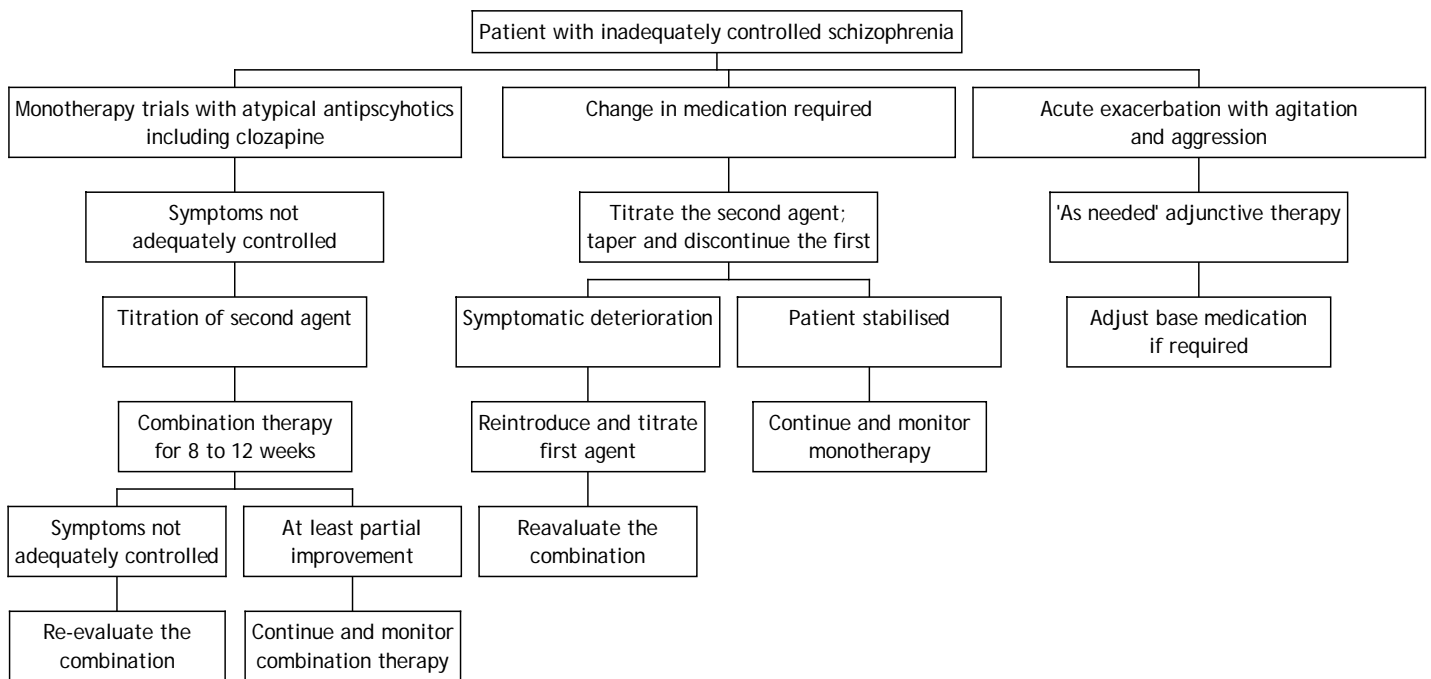 Patient with inadequately controlled schizophrenia
Monotherapy trials with atypical antipscyhotics
including clozapine
Change in medication required
Acute exacerbation with agitation
and aggression
Symptoms not
adequately controlled
Titrate the second agent;
taper and discontinue the first
'As needed' adjunctive therapy
Titration of second agent
Symptomatic deterioration
Patient stabilised
Adjust base medication
if required
Combination therapy
for 8 to 12 weeks
Reintroduce and titrate
first agent
Continue and monitor
monotherapy
Symptoms not
adequately controlled
At least partial
improvement
Reavaluate the
combination
Re-evaluate the
combination
Continue and monitor
combination therapy